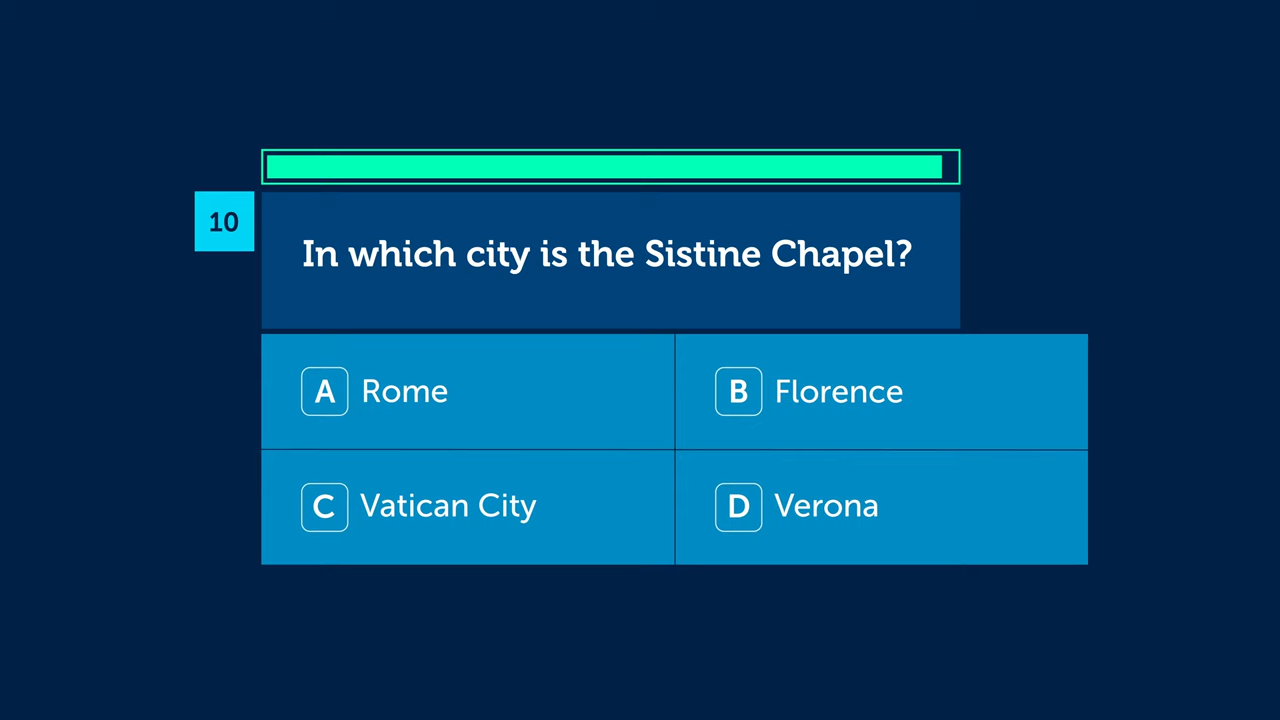 10
In which city is the Sistine Chapel?
A Rome
B Florence
C Vatican City
D Verona